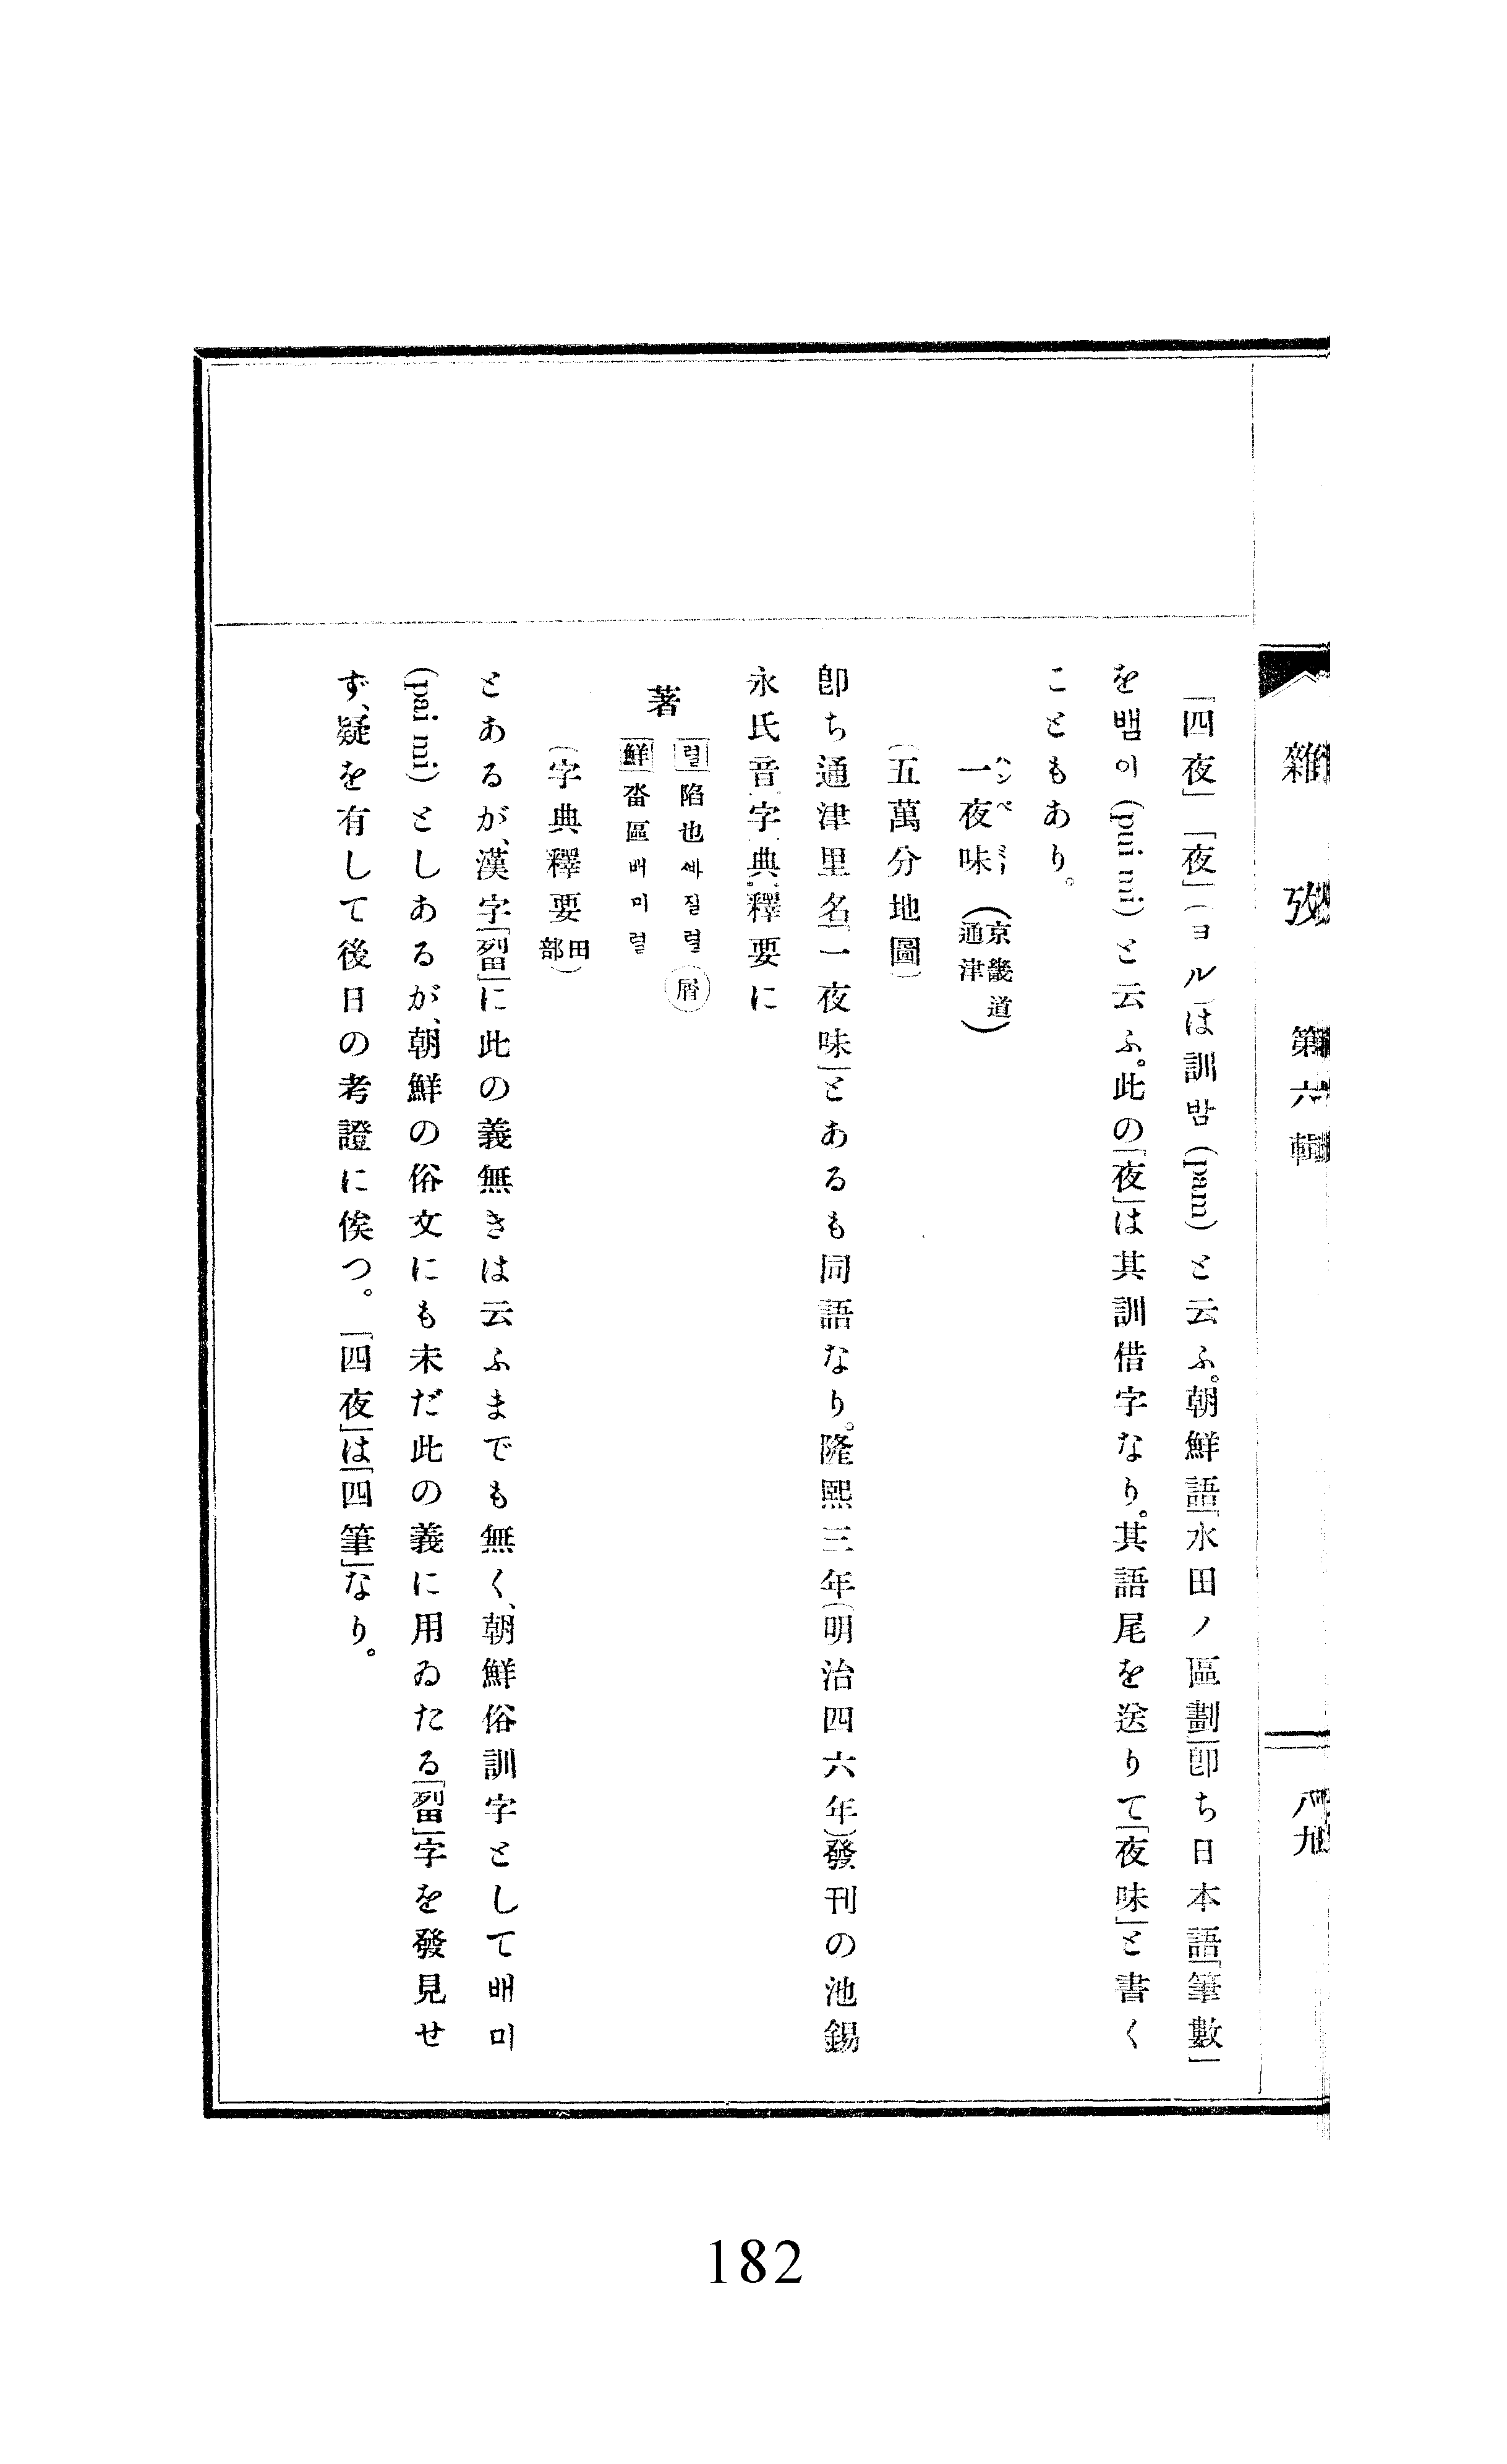 雜攷 第六輯
八九
「四夜」「夜」(ヨル)は訓밤(pam)と云ふ。朝鮮語「水田ノ區劃」卽ち日本語「筆數」
を뱀이(pai mi)と云ふ。此の「夜」は其訓借字なり。其語尾を送りて「夜味」と書く
こともあり。
一夜味(京畿道通津)
ハンペミー
(五萬分地圖)
卽ち通津里名「一夜味」とあるも同語なり。隆熙三年(明治四六年)發刊の池錫
永氏音字典釋要に
著
렬陷也ᄲᅡ질렬 屑
鮮畓區배미렬
(字典釋要田部)
とあるが、漢字「𤲰」に此の義無きは云ふまでも無く、朝鮮俗訓字として배미
(pai mi)としあるが、朝鮮の俗文にも未だ此の義に用ゐたる「𤲰」字を發見せ
ず、疑を有して後日の考證に俟つ。「四夜」は「四筆」なり。
182